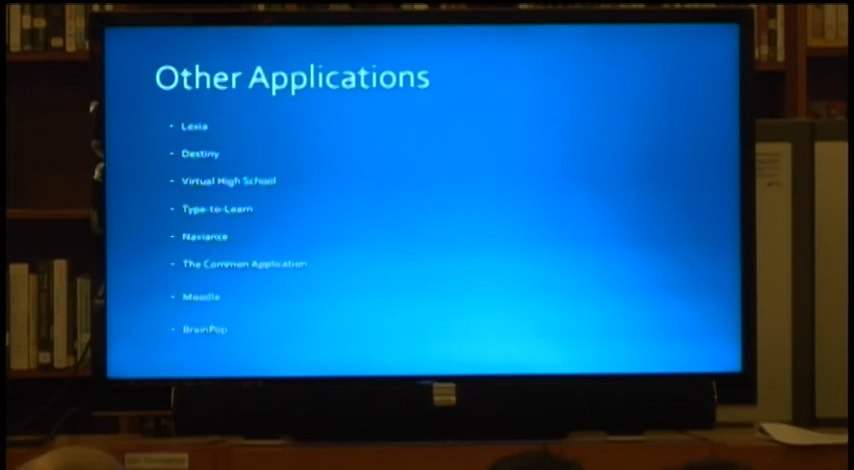 Other Applications
- Lexia
- Destiny
- Virtual High School
- Type-to-Learn
- Naviance
- The Common Application
- Moodle
- BrainPop